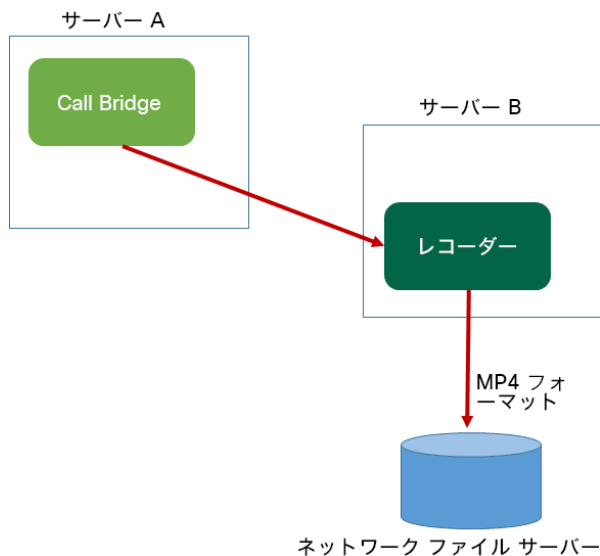 サーバー A
Call Bridge
サーバー B
レコーダー
MP4 フォ
ーマット
ネットワーク ファイル サーバー